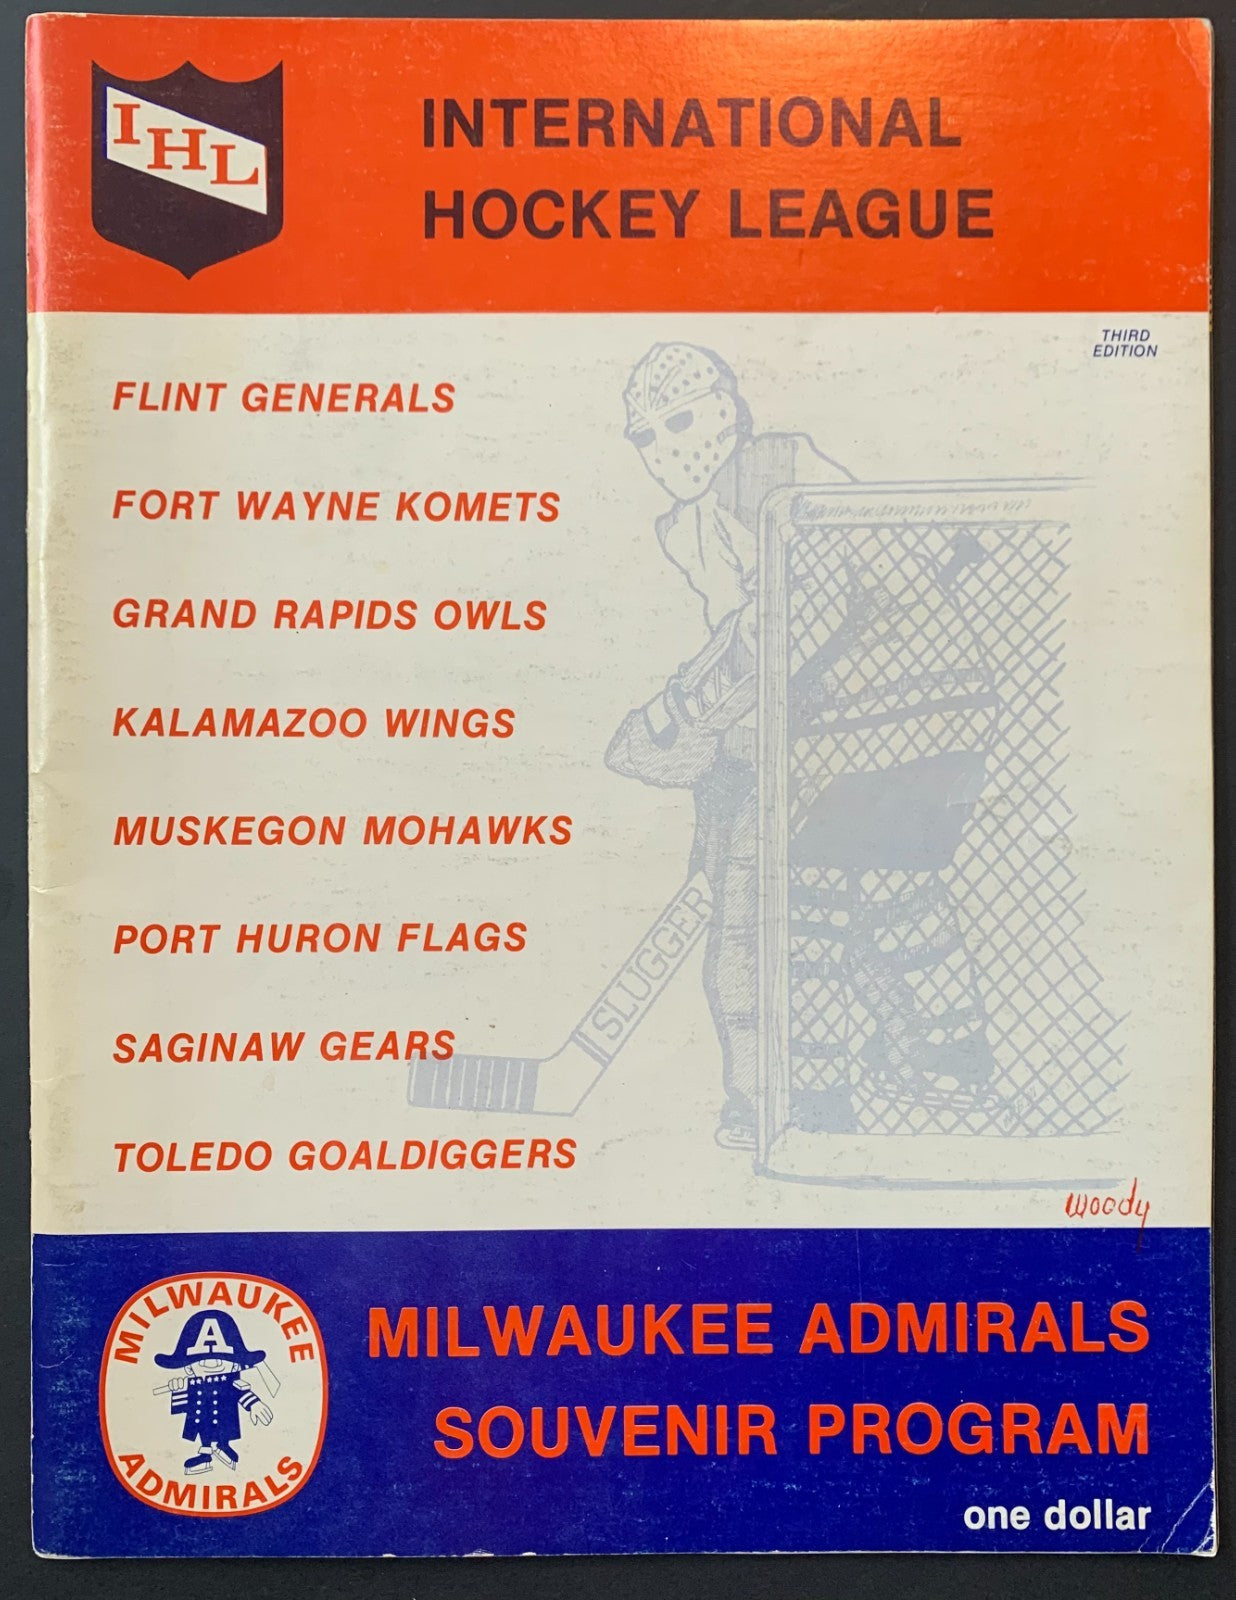 IHL
INTERNATIONAL
HOCKEY LEAGUE
THIRD
EDITION
FLINT GENERALS
FORT WAYNE KOMETS
GRAND RAPIDS OWLS
KALAMAZOO WINGS
MUSKEGON MOHAWKS
PORT HURON FLAGS
SLUGGER
SAGINAW GEARS
TOLEDO GOALDIGGERS
Woody
MILWAUKEE
A
ADMIRALS
MILWAUKEE ADMIRALS
SOUVENIR PROGRAM
one dollar